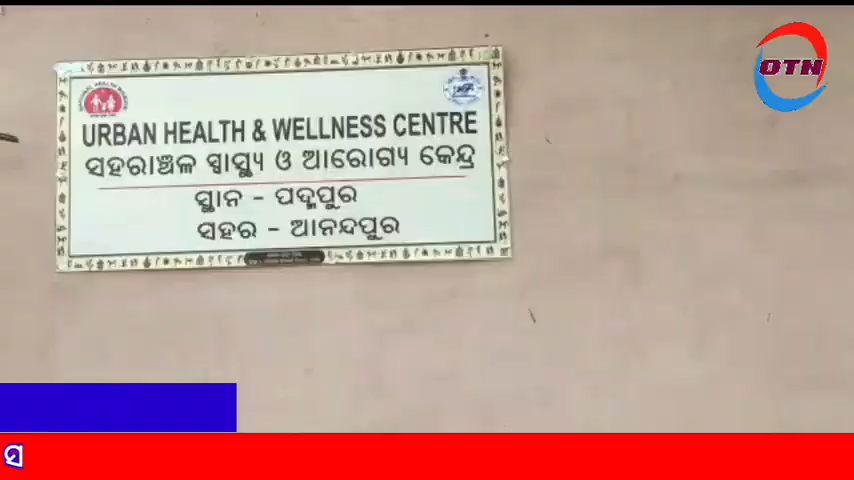 OTN
URBAN HEALTH & WELLNESS CENTRE
ସହରାଞ୍ଚଳ ସ୍ୱାସ୍ଥ୍ୟ ଓ ଆରୋଗ୍ୟ କେନ୍ଦ୍ର
ସ୍ଥାନ - ପଦ୍ମପୁର
ସହର - ଆନନ୍ଦପୁର